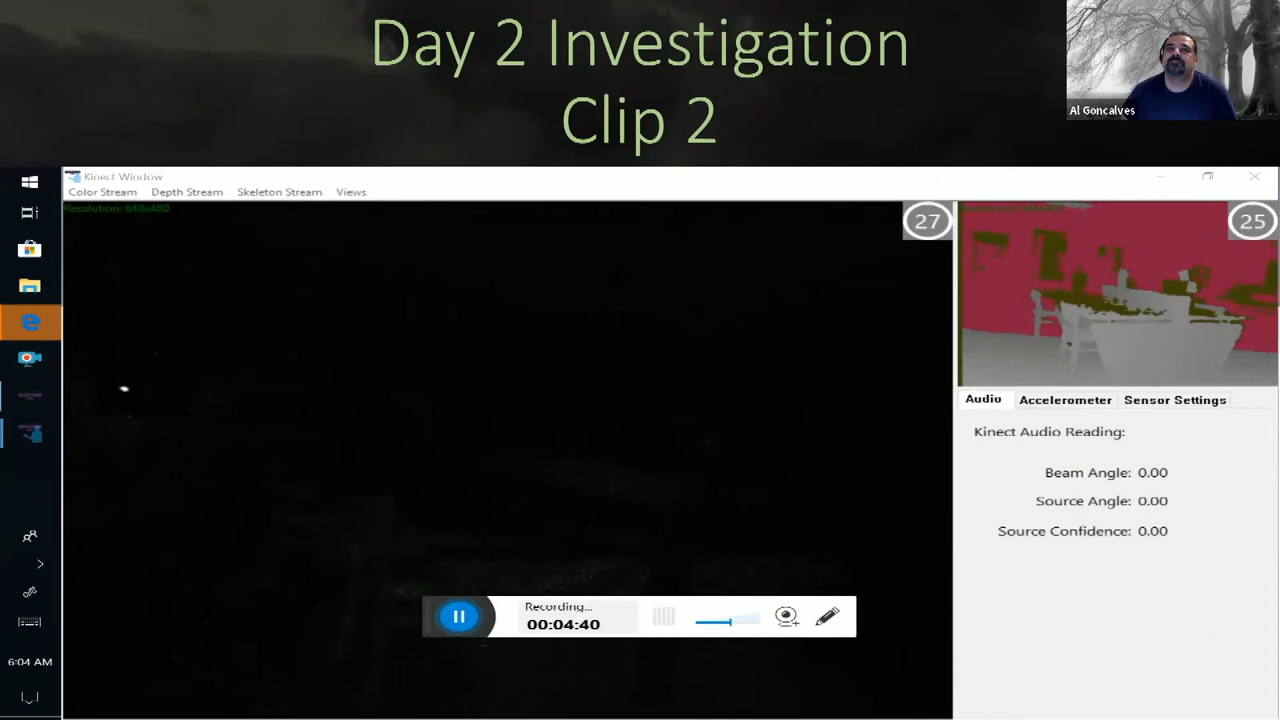 Day 2 Investigation
Clip 2
Al Goncalves
Kinect Window
Color Stream Depth Stream Skeleton Stream Views
Resolution: 640x480
27
25
Audio Accelerometer Sensor Settings
Kinect Audio Reading:
Beam Angle: 0.00
Source Angle: 0.00
Source Confidence: 0.00
Recording...
00:04:40
6:04 AM